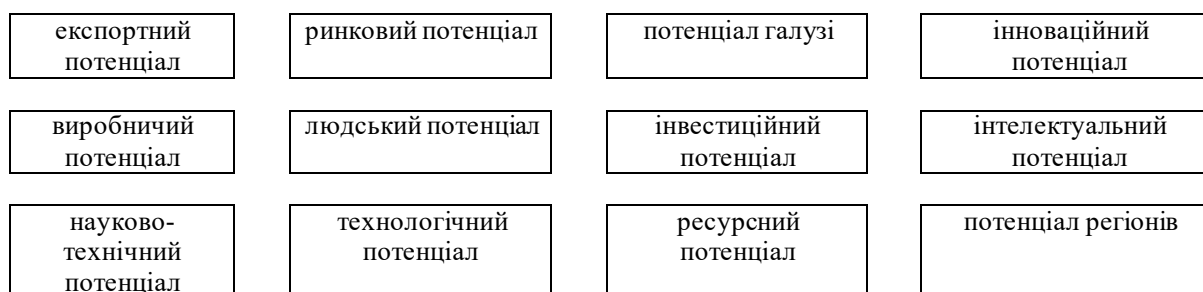 експортний
потенціал
ринковий потенціал
потенціал галузі
інноваційний
потенціал
виробничий
потенціал
людський потенціал
інвестиційний
потенціал
інтелектуальний
потенціал
науково-
технічний
потенціал
технологічний
потенціал
ресурсний
потенціал
потенціал регіонів